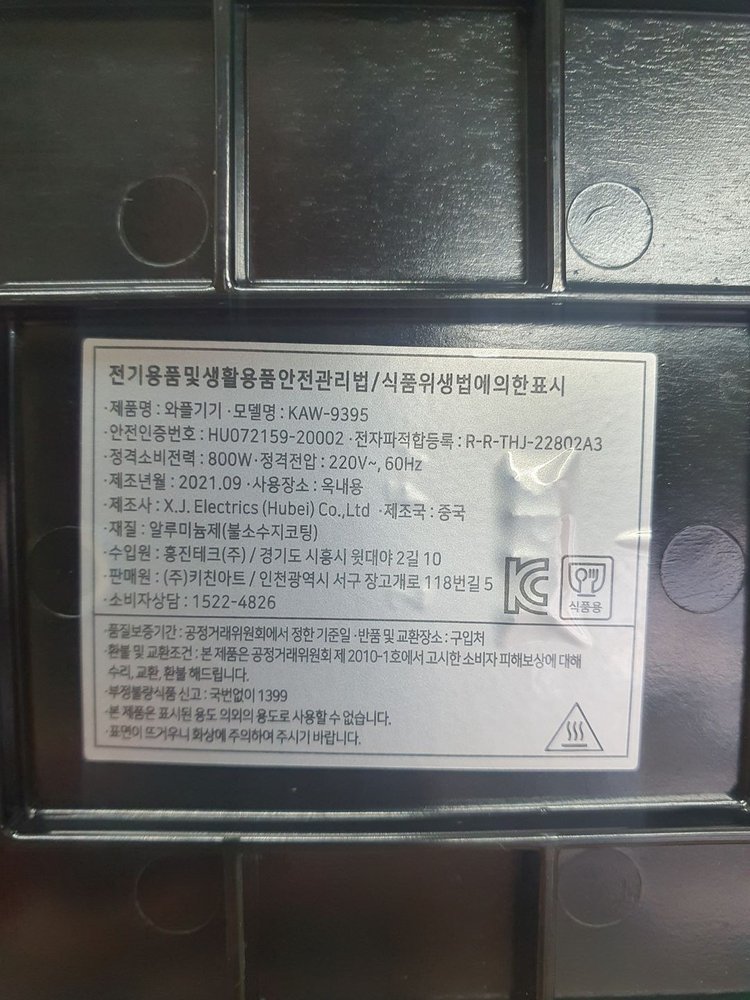 전기용품및생활용품안전관리법/식품위생법에의한표시
·제품명 : 와플기기 ·모델명 : KAW-9395
·안전인증번호 : HU072159-20002 ·전자파적합등록 : R-R-THJ-22802A3
·정격소비전력 : 800W·정격전압 : 220V~, 60Hz
·제조년월 : 2021.09 ·사용장소 : 옥내용
·제조사 : X.J. Electrics (Hubei) Co.,Ltd ·제조국 : 중국
·재질 : 알루미늄제(불소수지코팅)
·수입원 : 홍진테크(주) / 경기도 시흥시 윗대야 2길 10
·판매원 : (주)키친아트 / 인천광역시 서구 장고개로 118번길 5
·소비자상담 : 1522-4826
KC
식품용
·품질보증기간 : 공정거래위원회에서 정한 기준일 ·반품 및 교환장소 : 구입처
·환불 및 교환조건 : 본 제품은 공정거래위원회 제 2010-1호에서 고시한 소비자 피해보상에 대해
수리, 교환, 환불 해드립니다.
·부정불량식품 신고 : 국번없이 1399
·본 제품은 표시된 용도 의외의 용도로 사용할 수 없습니다.
·표면이 뜨거우니 화상에 주의하여 주시기 바랍니다.